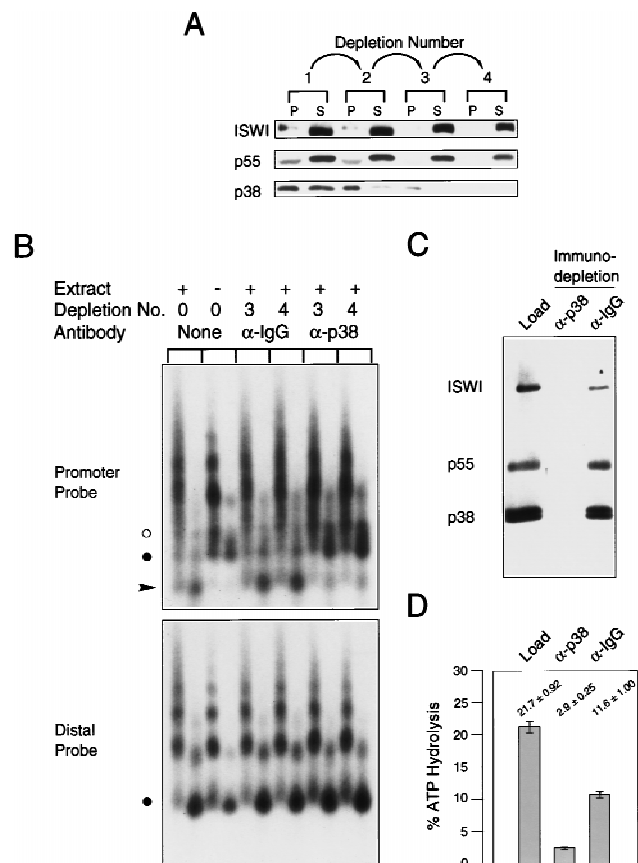 A
Depletion Number
1 2 3 4
P S P S P S P S
ISWI
p55
p38
B
Extract + - + + + +
Depletion No. 0 0 3 4 3 4
Antibody None α-IgG α-p38
Promoter
Probe
Distal
Probe
C
Immuno-
depletion
Load α-p38 α-IgG
ISWI
p55
p38
D
Load α-p38 α-IgG
% ATP Hydrolysis
30
25
20
15
10
5
0
21.7 ± 0.92 2.9 ± 0.25 11.6 ± 1.00